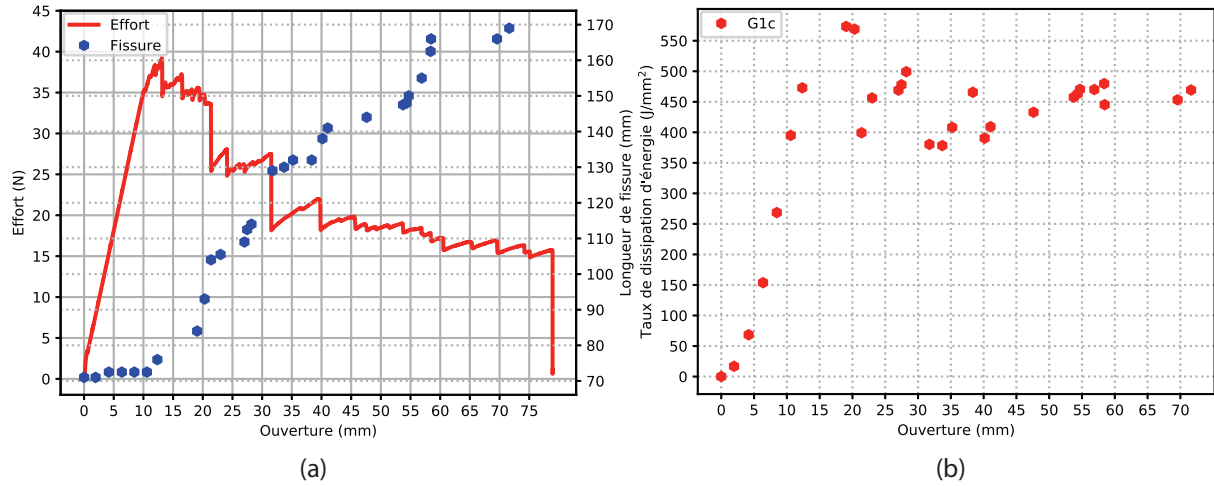 Effort
Fissure
45
40
35
30
25
20
15
10
5
0
Effort (N)
0 5 10 15 20 25 30 35 40 45 50 55 60 65 70 75
Ouverture (mm)
170
160
150
140
130
120
110
100
90
80
70
Longueur de fissure (mm)
(a)
G1c
550
500
450
400
350
300
250
200
150
100
50
0
Taux de dissipation d'énergie (J/mm²)
0 5 10 15 20 25 30 35 40 45 50 55 60 65 70
Ouverture (mm)
(b)